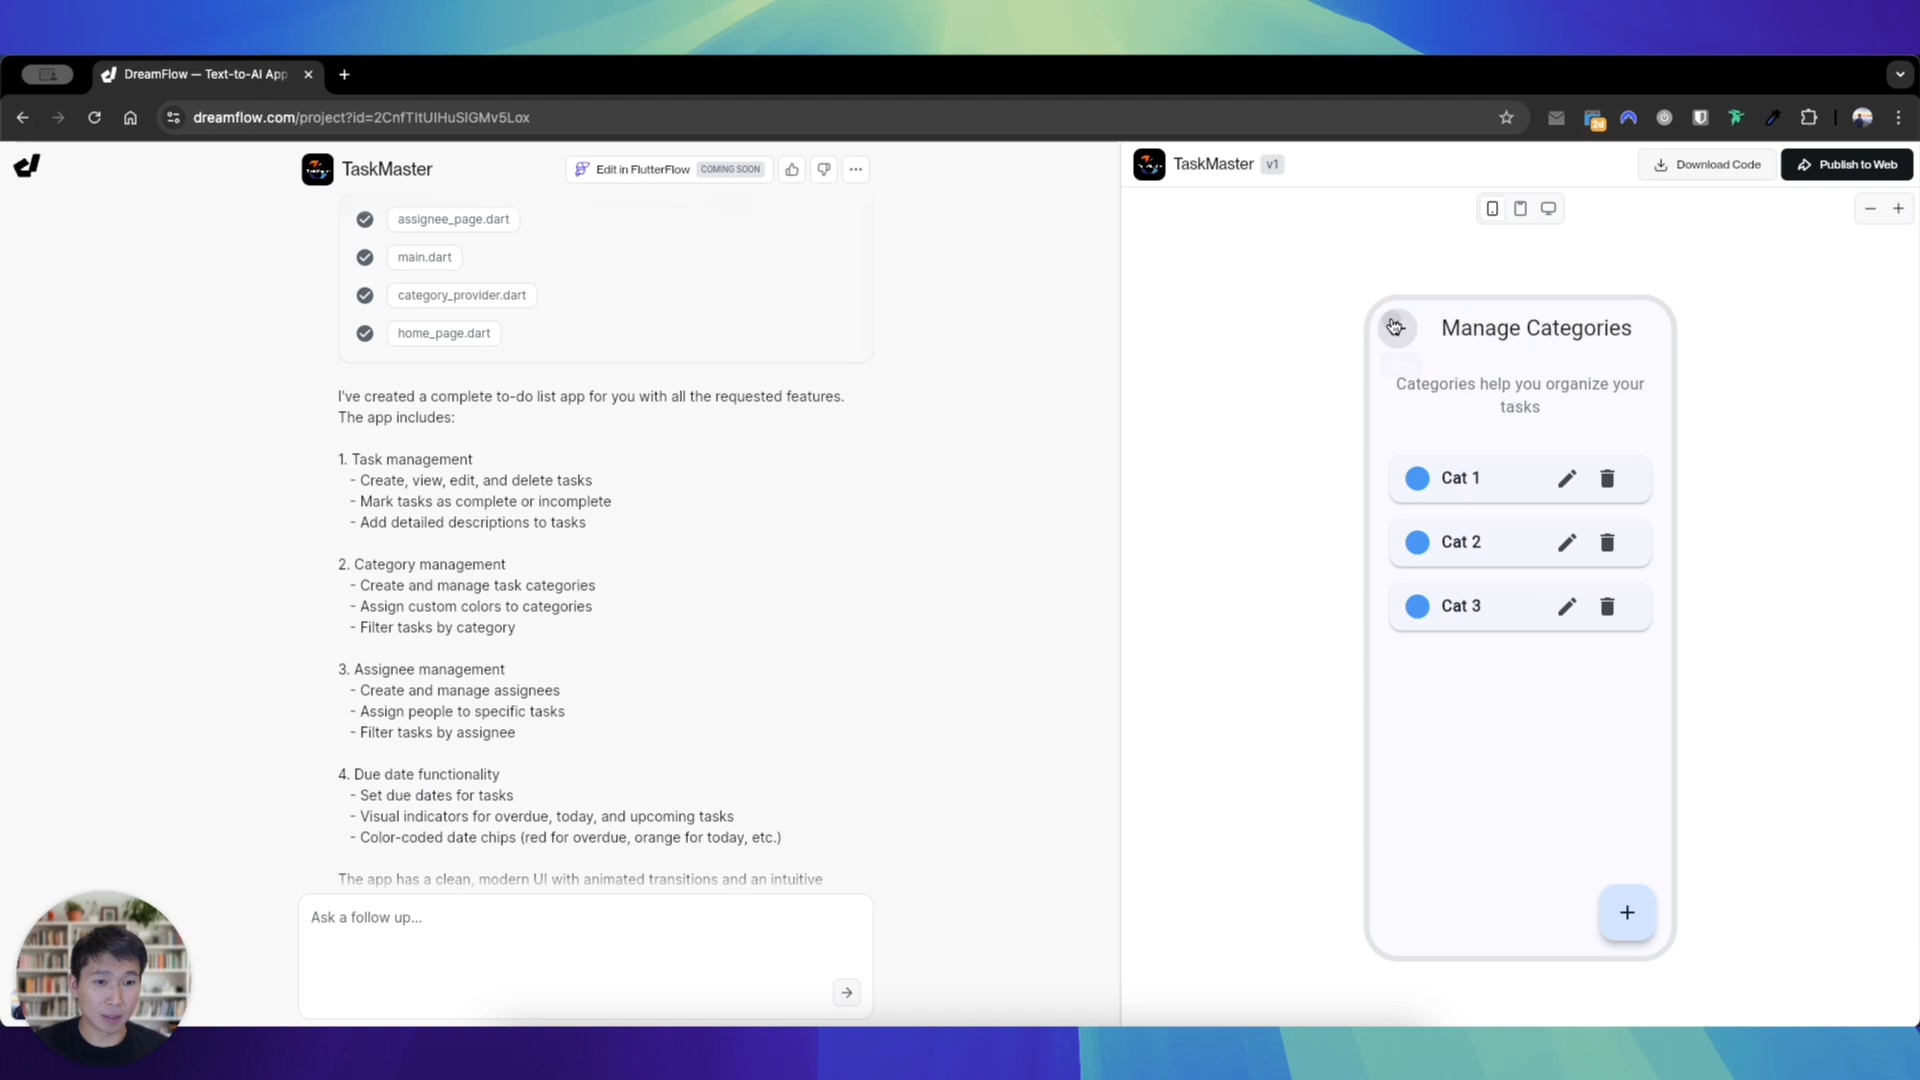 DreamFlow — Text-to-AI App
dreamflow.com/project?id=2CnfTItUIHuSIGMv5Lox
2d
TaskMaster
Edit in FlutterFlow COMING SOON
assignee_page.dart
main.dart
category_provider.dart
home_page.dart
I've created a complete to-do list app for you with all the requested features.
The app includes:
1. Task management
- Create, view, edit, and delete tasks
- Mark tasks as complete or incomplete
- Add detailed descriptions to tasks
2. Category management
- Create and manage task categories
- Assign custom colors to categories
- Filter tasks by category
3. Assignee management
- Create and manage assignees
- Assign people to specific tasks
- Filter tasks by assignee
4. Due date functionality
- Set due dates for tasks
- Visual indicators for overdue, today, and upcoming tasks
- Color-coded date chips (red for overdue, orange for today, etc.)
The app has a clean, modern UI with animated transitions and an intuitive
Ask a follow up...
TaskMaster v1
Download Code
Publish to Web
Manage Categories
Categories help you organize your
tasks
Cat 1
Cat 2
Cat 3